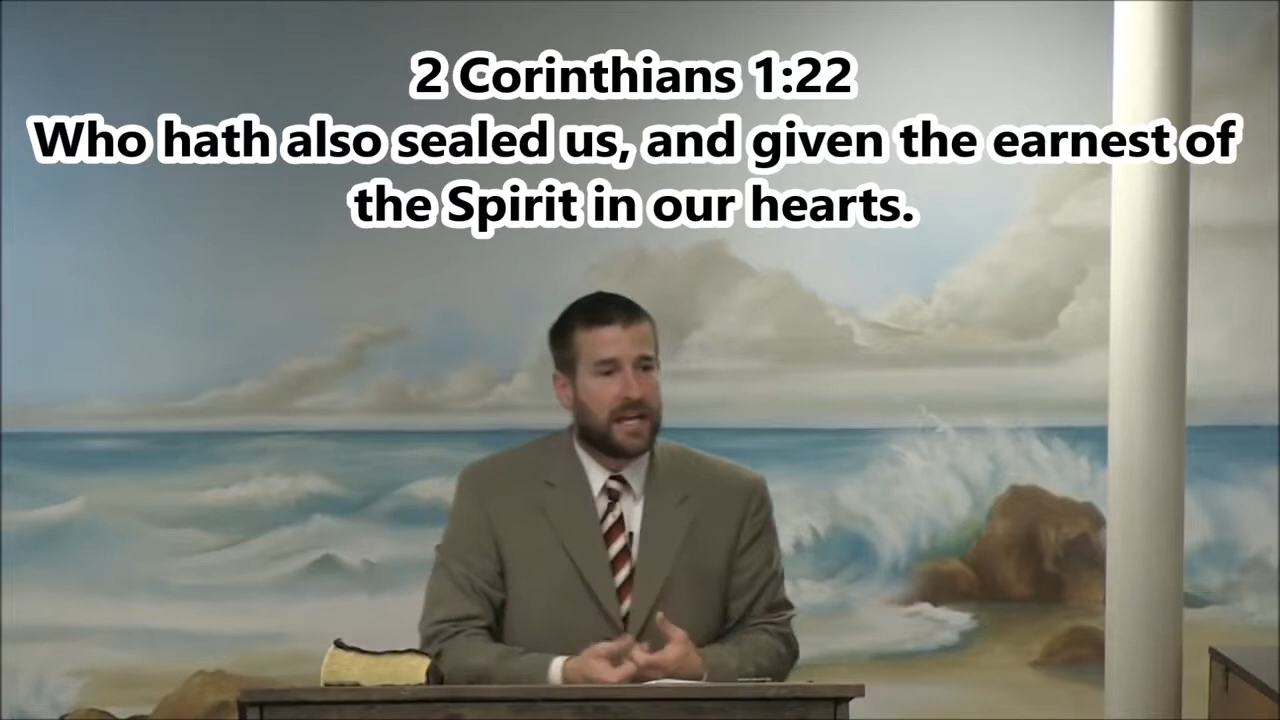 2 Corinthians 1:22
Who hath also sealed us, and given the earnest of
the Spirit in our hearts.